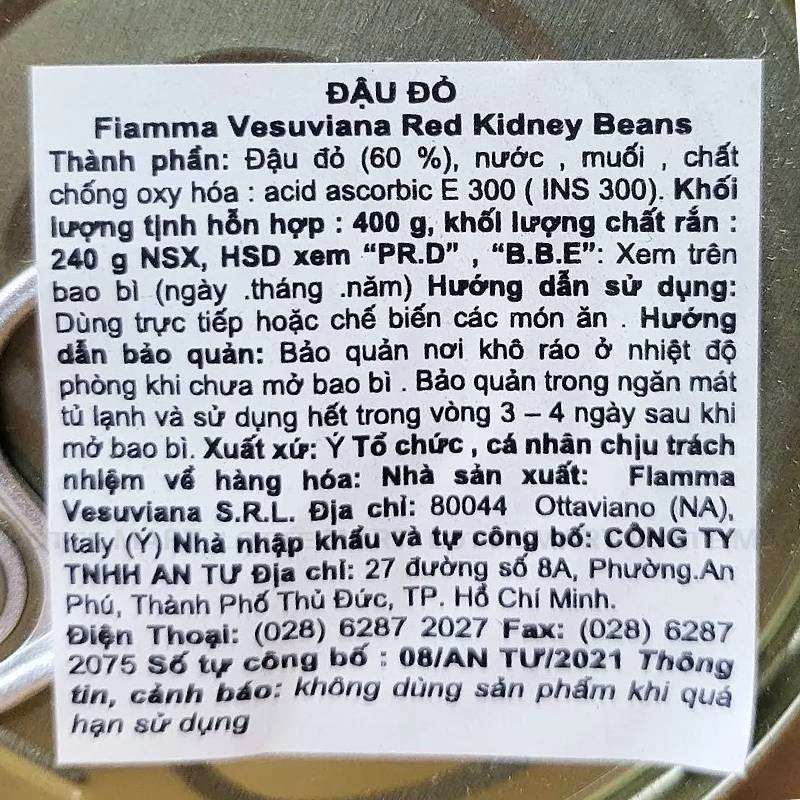 ĐẬU ĐỎ
Fiamma Vesuviana Red Kidney Beans
Thành phần: Đậu đỏ (60 %), nước , muối , chất
chống oxy hóa : acid ascorbic E 300 ( INS 300). Khối
lượng tịnh hỗn hợp : 400 g, khối lượng chất rắn :
240 g NSX, HSD xem “PR.D” , “B.B.E”: Xem trên
bao bì (ngày .tháng .năm) Hướng dẫn sử dụng:
Dùng trực tiếp hoặc chế biến các món ăn . Hướng
dẫn bảo quản: Bảo quản nơi khô ráo ở nhiệt độ
phòng khi chưa mở bao bì . Bảo quản trong ngăn mát
tủ lạnh và sử dụng hết trong vòng 3 – 4 ngày sau khi
mở bao bì. Xuất xứ: Ý Tổ chức , cá nhân chịu trách
nhiệm về hàng hóa: Nhà sản xuất: Fiamma
Vesuviana S.R.L. Địa chỉ: 80044 Ottaviano (NA),
Italy (Ý) Nhà nhập khẩu và tự công bố: CÔNG TY
TNHH AN TƯ Địa chỉ: 27 đường số 8A, Phường.An
Phú, Thành Phố Thủ Đức, TP. Hồ Chí Minh.
Điện Thoại: (028) 6287 2027 Fax: (028) 6287
2075 Số tự công bố : 08/AN TƯ/2021 Thông
tin, cảnh báo: không dùng sản phẩm khi quá
hạn sử dụng